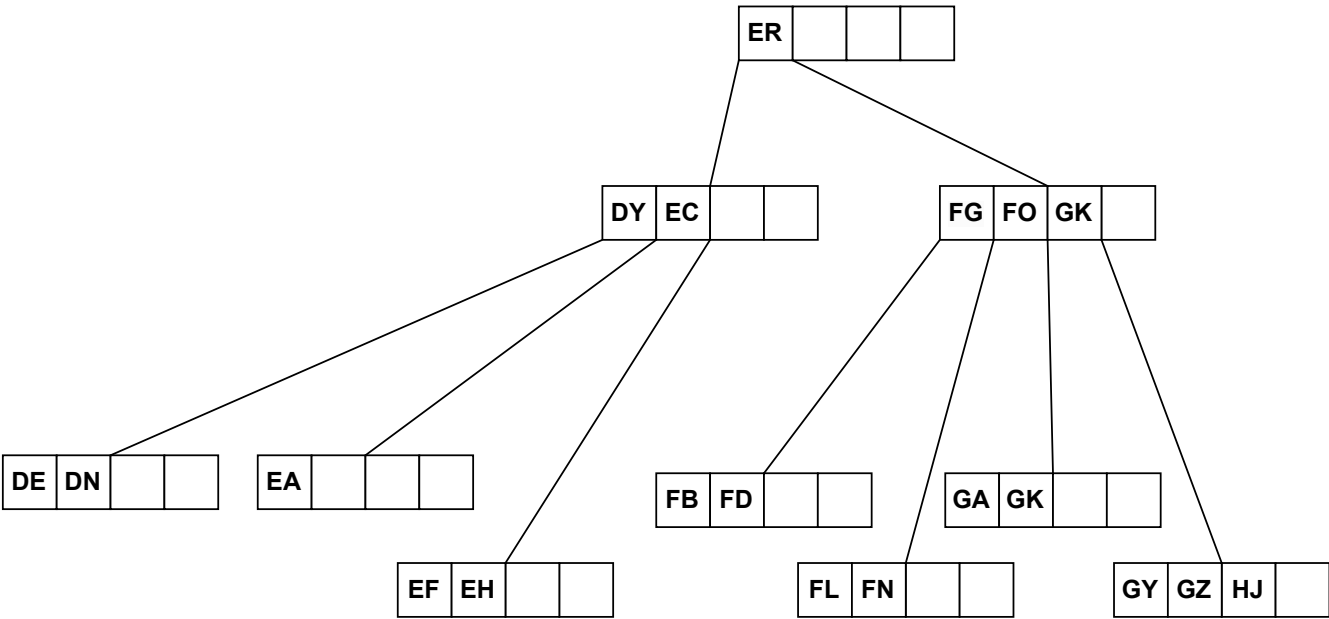 ER
DY EC
FG FO GK
DE DN
EA
FB FD
GA GK
EF EH
FL FN
GY GZ HJ